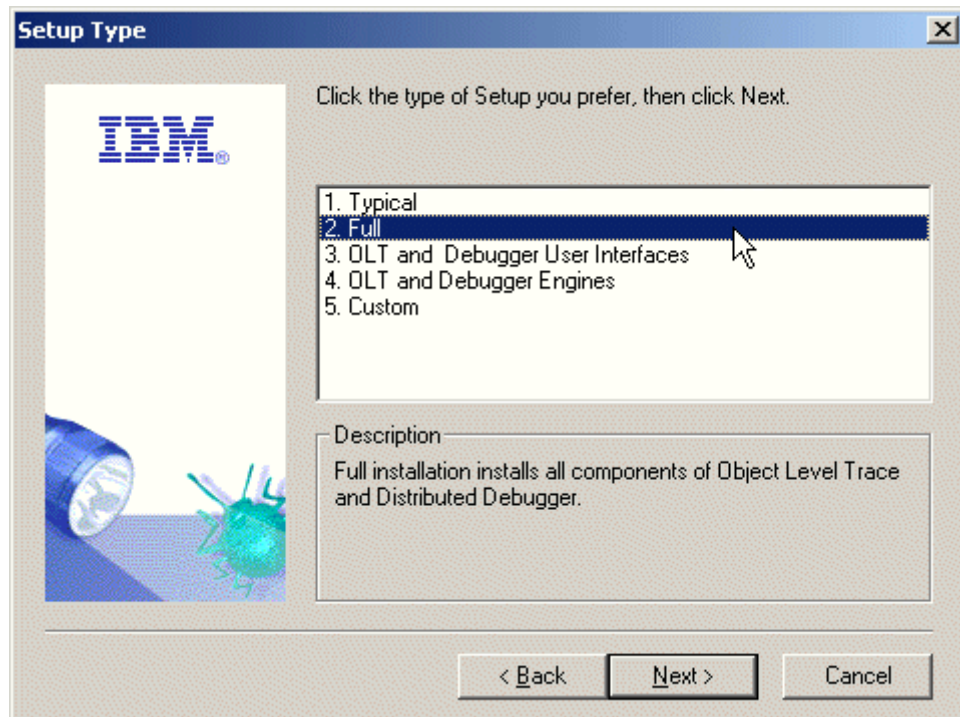 Setup Type
IBM®
Click the type of Setup you prefer, then click Next.
1. Typical
2. Full
3. OLT and  Debugger User Interfaces
4. OLT and Debugger Engines
5. Custom
Description
Full installation installs all components of Object Level Trace
and Distributed Debugger.
< Back
Next >
Cancel